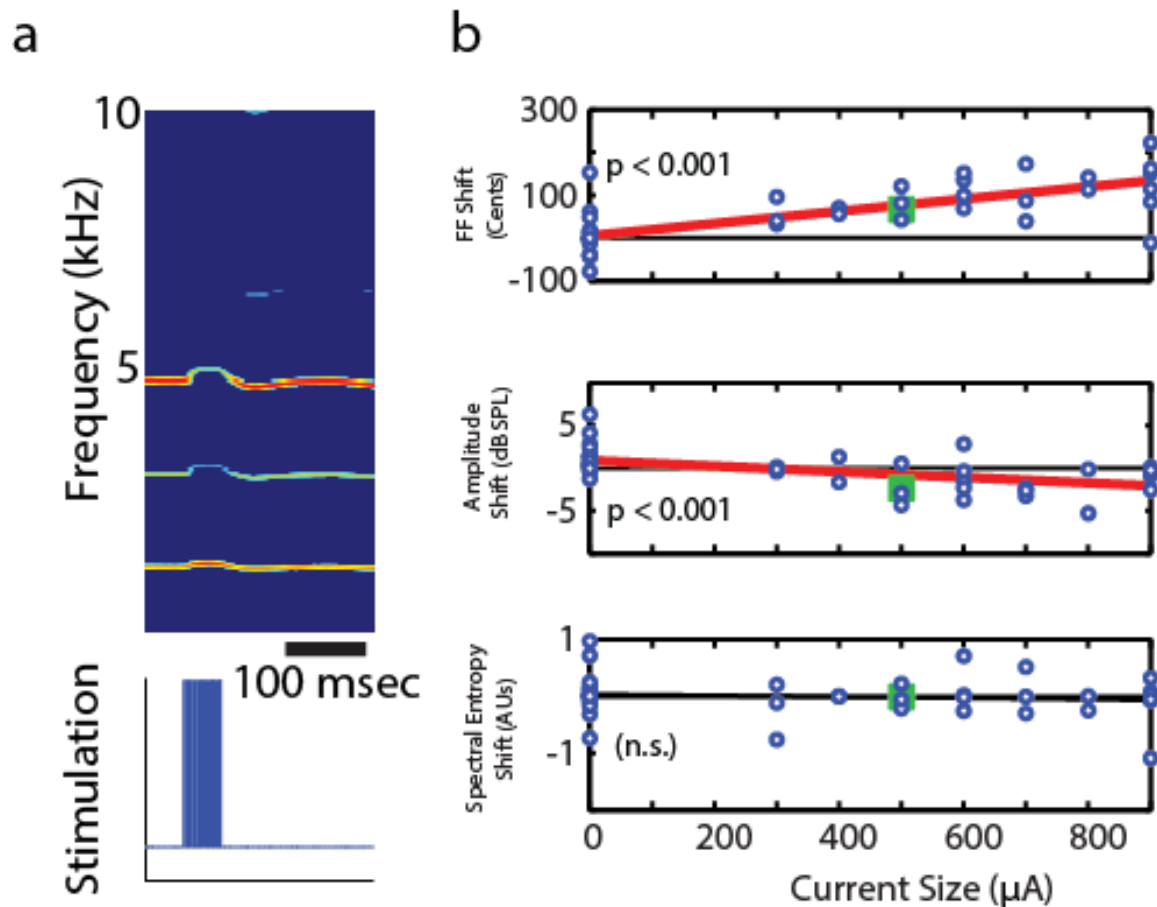 a
b
10
5
Frequency (kHz)
100 msec
Stimulation
300
100
-100
FF Shift
(Cents)
p < 0.001
5
-5
Amplitude
Shift (dB SPL)
p < 0.001
1
-1
Spectral Entropy
Shift (AUs)
(n.s.)
0 200 400 600 800
Current Size (μA)